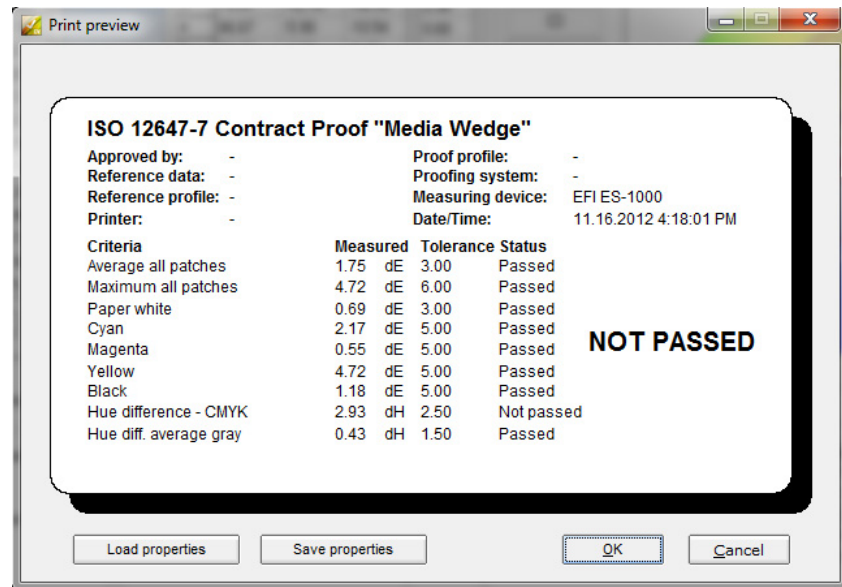 Print preview
ISO 12647-7 Contract Proof "Media Wedge"
Approved by: - Proof profile: -
Reference data: - Proofing system: -
Reference profile: - Measuring device: EFI ES-1000
Printer: - Date/Time: 11.16.2012 4:18:01 PM
Criteria Measured Tolerance Status
Average all patches 1.75 dE 3.00 Passed
Maximum all patches 4.72 dE 6.00 Passed
Paper white 0.69 dE 3.00 Passed
Cyan 2.17 dE 5.00 Passed
Magenta 0.55 dE 5.00 Passed
Yellow 4.72 dE 5.00 Passed
Black 1.18 dE 5.00 Passed
Hue difference - CMYK 2.93 dH 2.50 Not passed
Hue diff. average gray 0.43 dH 1.50 Passed
NOT PASSED
Load properties Save properties OK Cancel